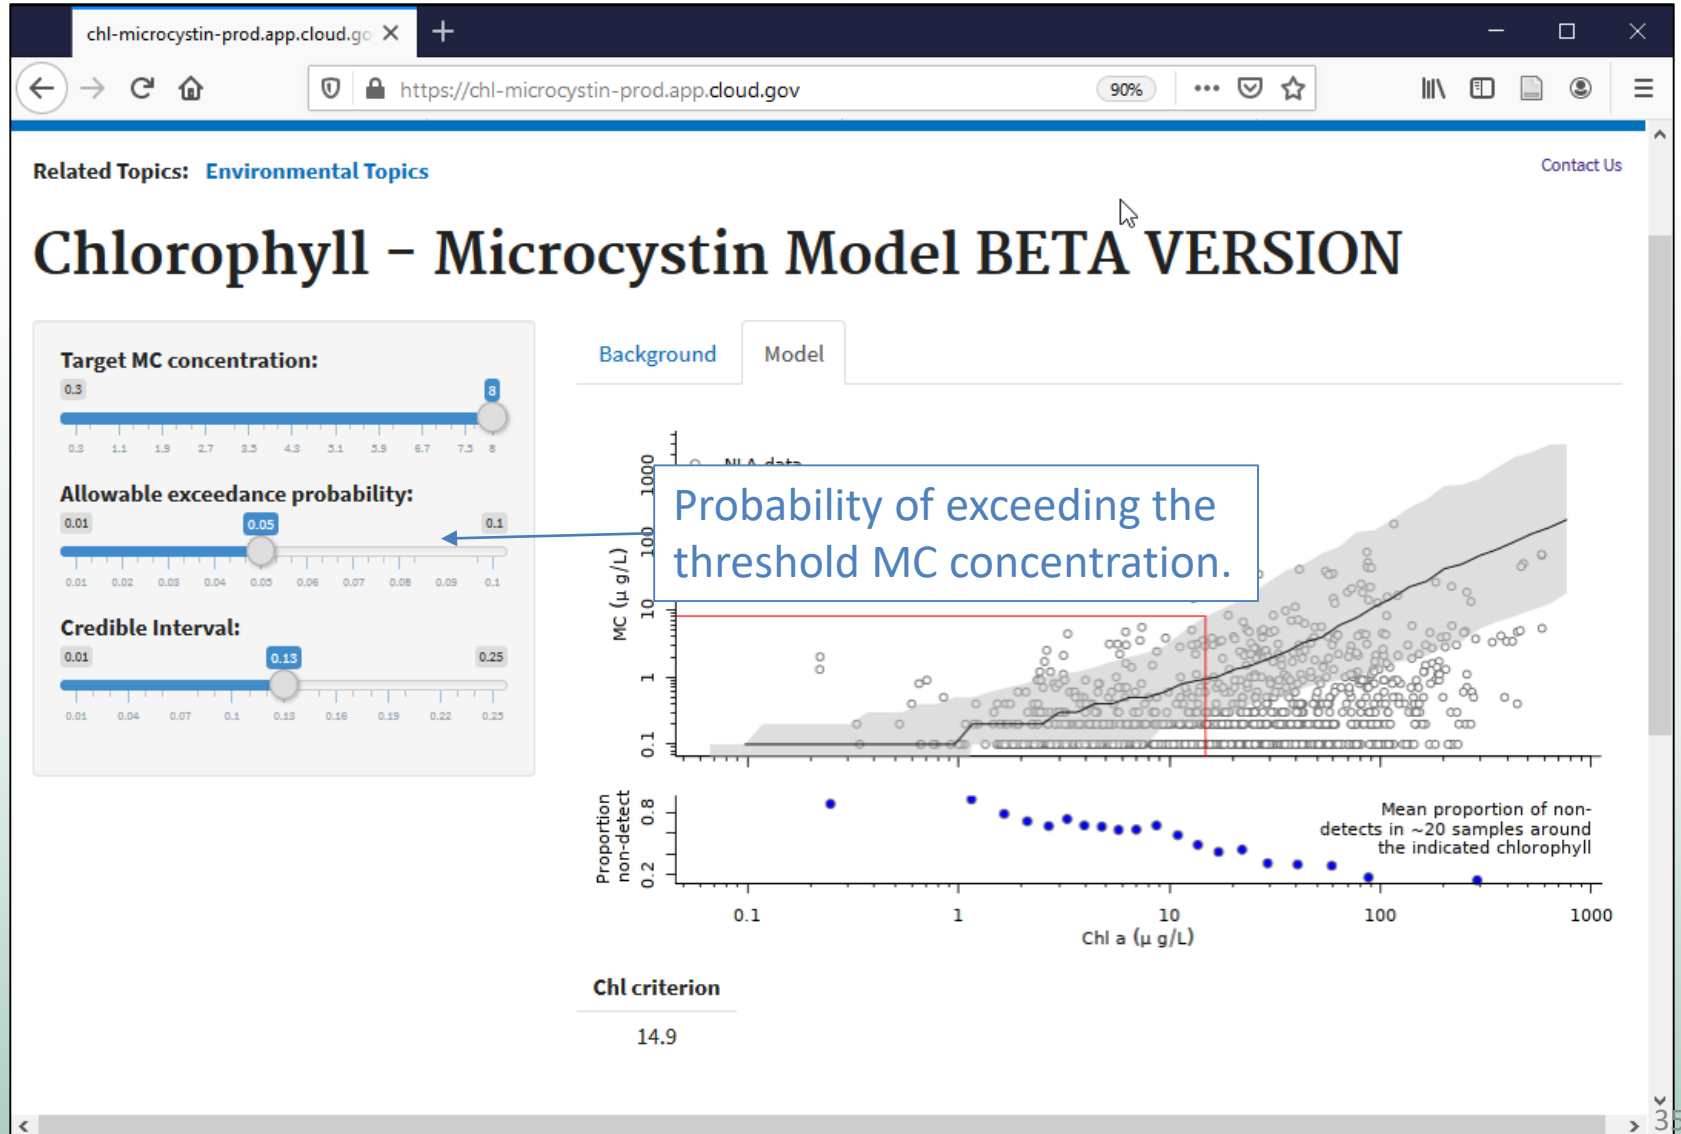 chl-microcystin-prod.app.cloud.go
https://chl-microcystin-prod.app.cloud.gov
90%
Related Topics: Environmental Topics
Contact Us
Chlorophyll - Microcystin Model BETA VERSION
Target MC concentration:
0.3 8
0.3 1.1 1.9 2.7 3.5 4.3 5.1 5.9 6.7 7.5 8
Allowable exceedance probability:
0.01 0.05 0.1
0.01 0.02 0.03 0.04 0.05 0.06 0.07 0.08 0.09 0.1
Credible Interval:
0.01 0.13 0.25
0.01 0.04 0.07 0.1 0.13 0.16 0.19 0.22 0.25
Background Model
NLA data
Probability of exceeding the
threshold MC concentration.
MC (μ g/L)
0.1 1 10 100 1000
Proportion
non-detect
0.2 0.8
Mean proportion of non-
detects in ~20 samples around
the indicated chlorophyll
0.1 1 10 100 1000
Chl a (μ g/L)
Chl criterion
14.9
35